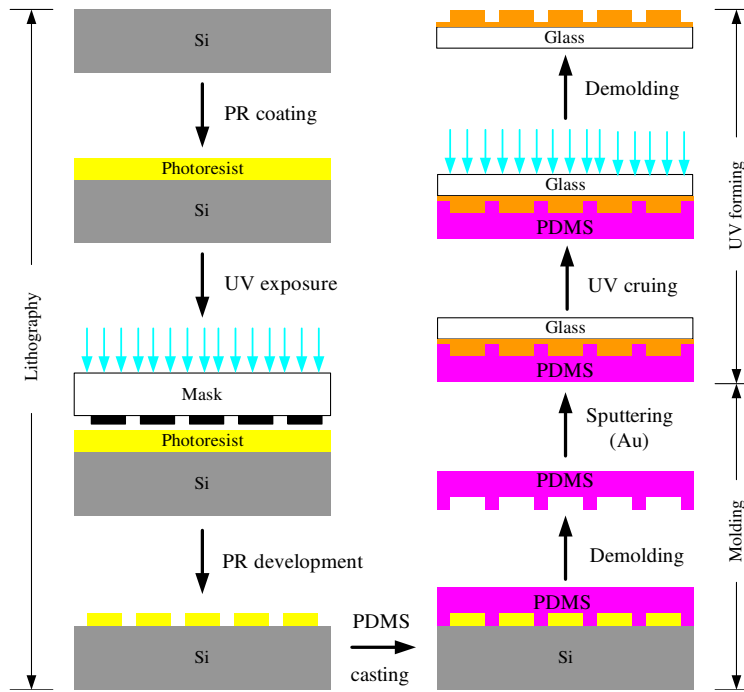 Lithography
Si
PR coating
Photoresist
Si
UV exposure
Mask
Photoresist
Si
PR development
Si
PDMS
casting
PDMS
Si
Demolding
PDMS
Sputtering
(Au)
Glass
PDMS
UV cruing
Glass
PDMS
Demolding
Glass
UV forming
Molding